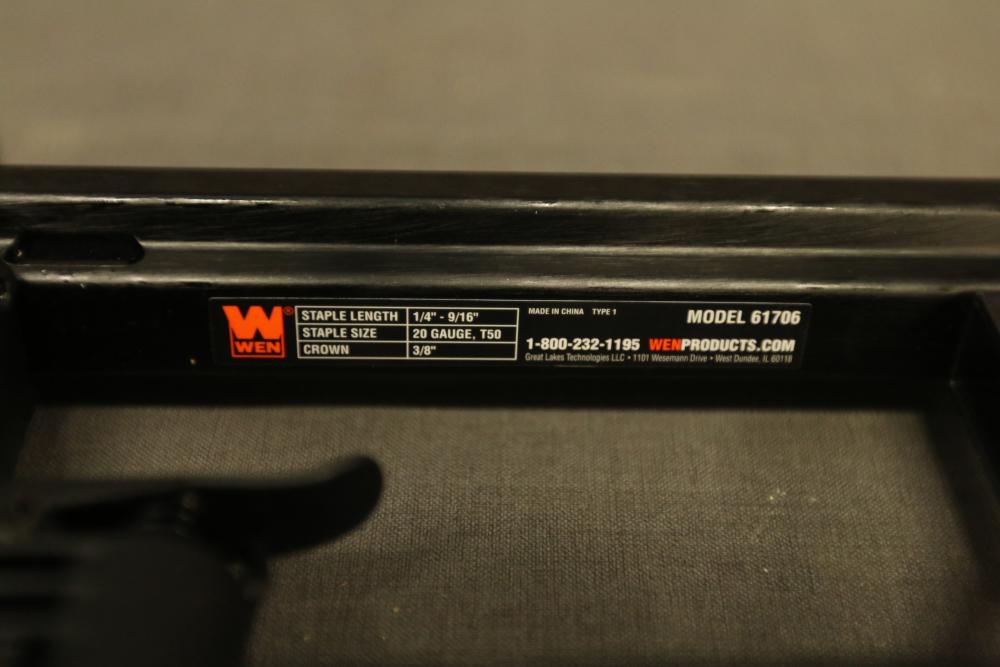 W®
WEN
STAPLE LENGTH 1/4" - 9/16"
STAPLE SIZE 20 GAUGE, T50
CROWN 3/8"
MADE IN CHINA TYPE 1
MODEL 61706
1-800-232-1195 WENPRODUCTS.COM
Great Lakes Technologies LLC • 1101 Wesemann Drive • West Dundee, IL 60118